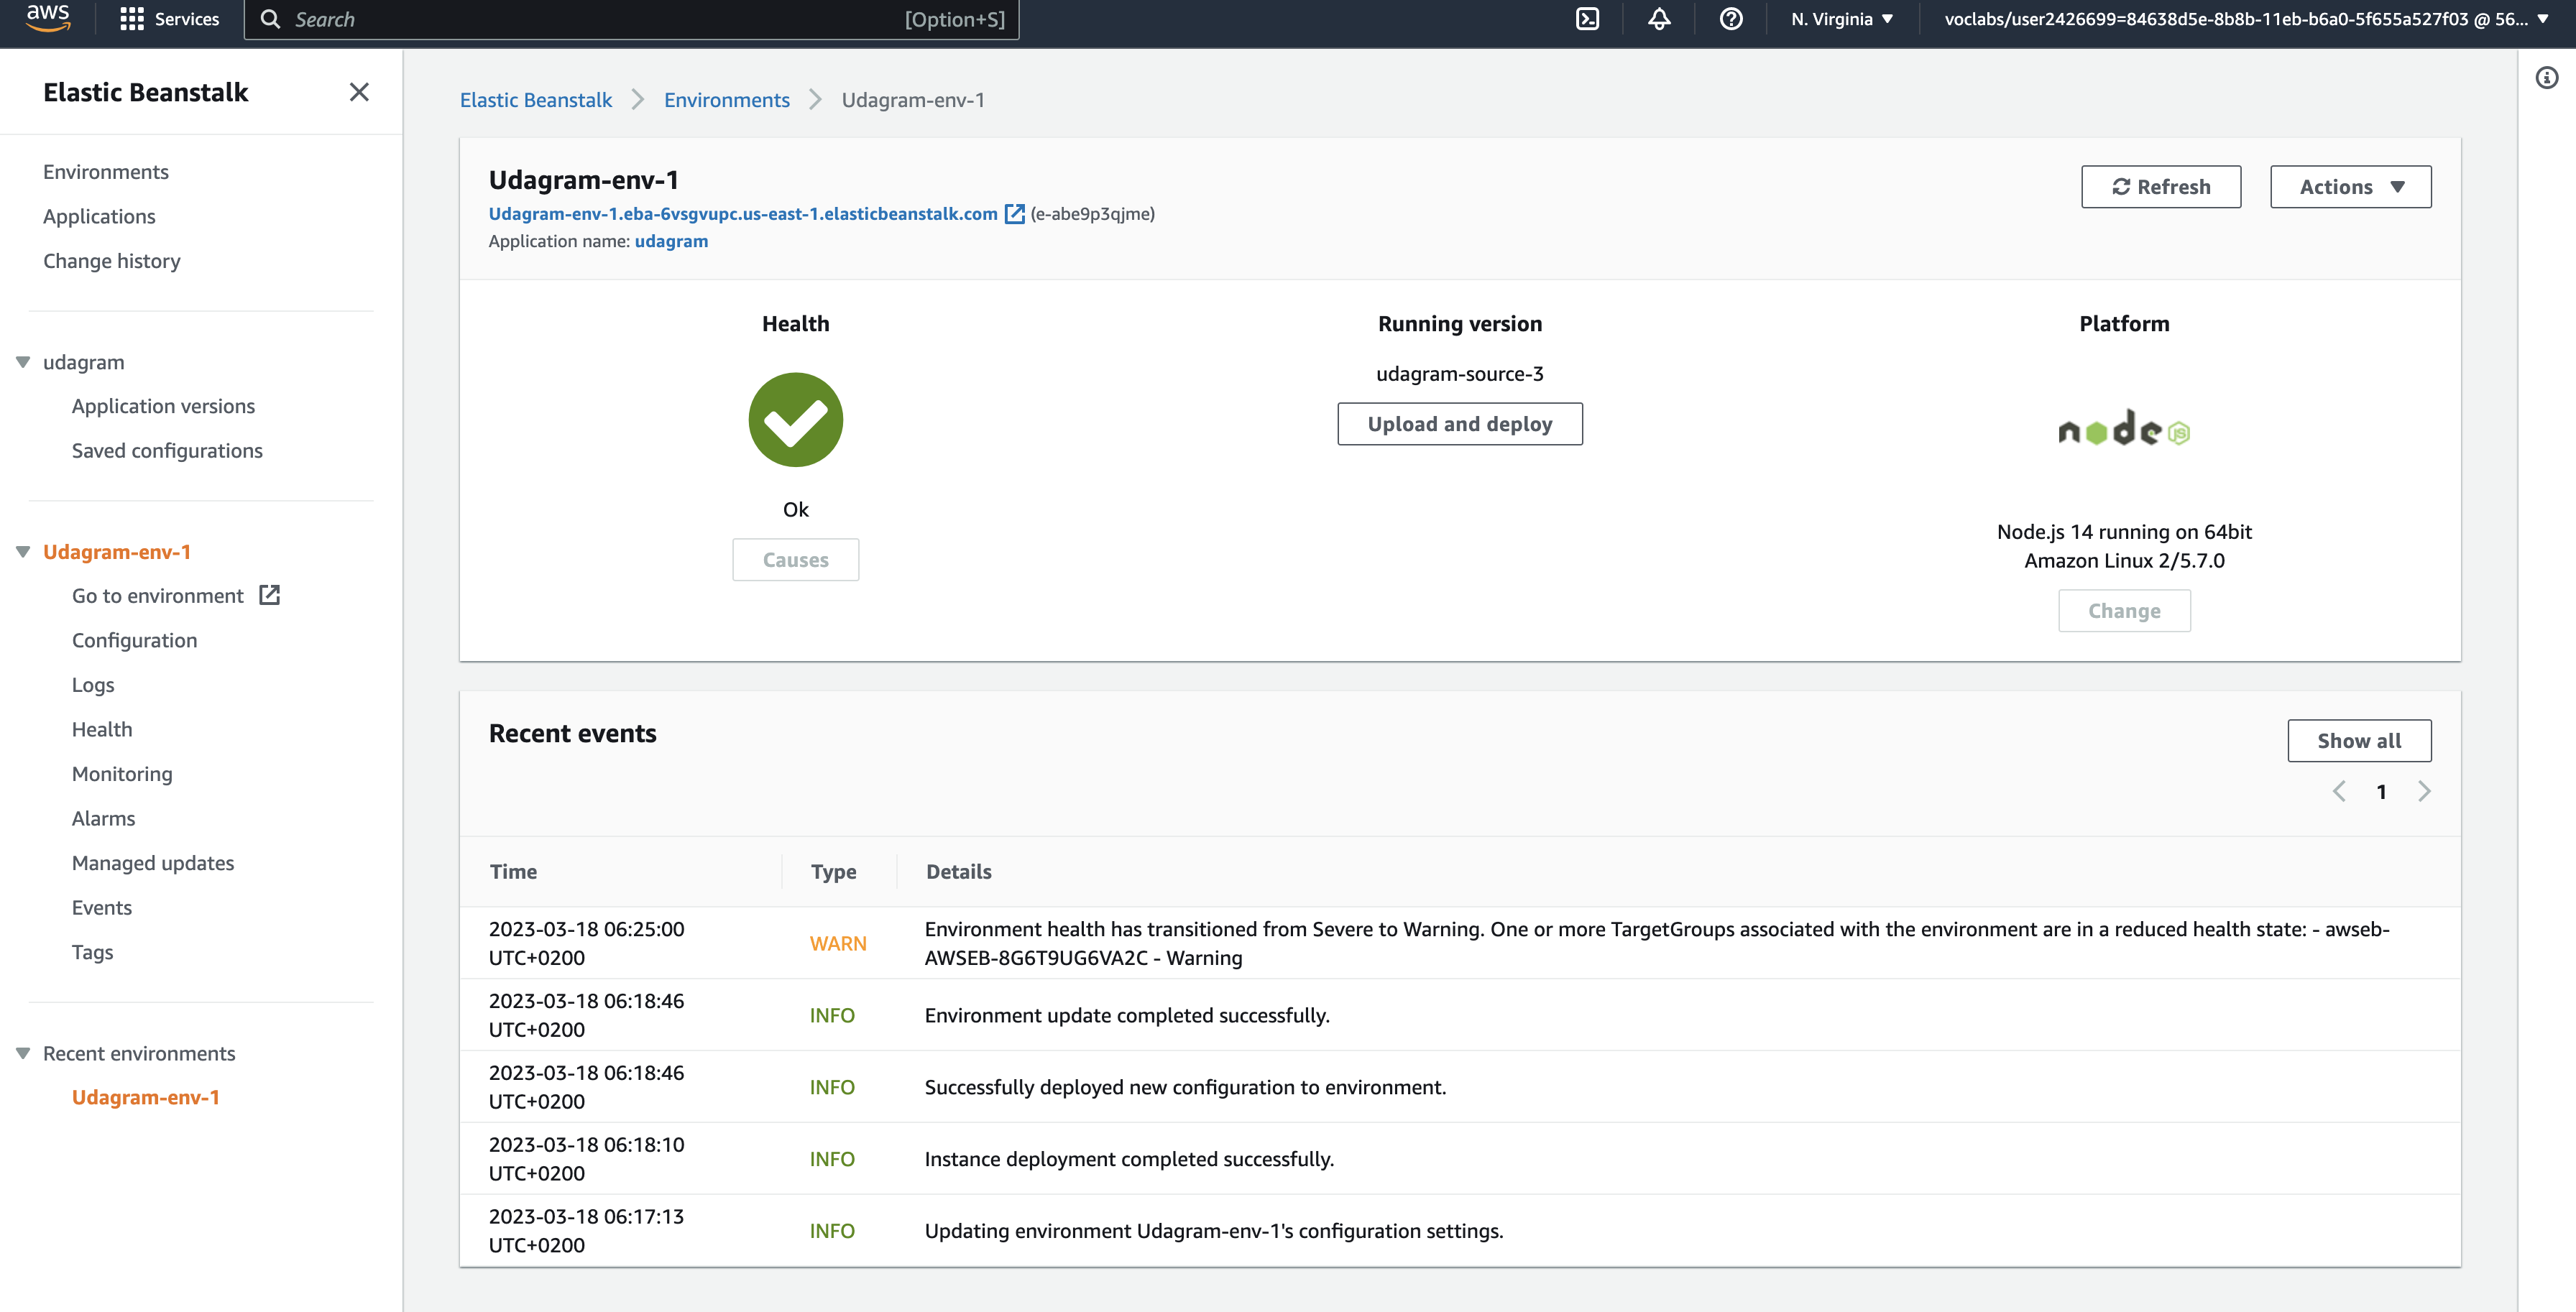 aws Services Search [Option+S] N. Virginia voclabs/user2426699=84638d5e-8b8b-11eb-b6a0-5f655a527f03 @ 56...
Elastic Beanstalk
Environments
Applications
Change history
udagram
Application versions
Saved configurations
Udagram-env-1
Go to environment
Configuration
Logs
Health
Monitoring
Alarms
Managed updates
Events
Tags
Recent environments
Udagram-env-1
Elastic Beanstalk Environments Udagram-env-1
Udagram-env-1
Udagram-env-1.eba-6vsgvupc.us-east-1.elasticbeanstalk.com (e-abe9p3qjme)
Application name: udagram
Refresh Actions
Health
Ok
Causes
Running version
udagram-source-3
Upload and deploy
Platform
node JS
Node.js 14 running on 64bit
Amazon Linux 2/5.7.0
Change
Recent events
Show all
1
Time Type Details
2023-03-18 06:25:00
UTC+0200
WARN
Environment health has transitioned from Severe to Warning. One or more TargetGroups associated with the environment are in a reduced health state: - awseb-
AWSEB-8G6T9UG6VA2C - Warning
2023-03-18 06:18:46
UTC+0200
INFO
Environment update completed successfully.
2023-03-18 06:18:46
UTC+0200
INFO
Successfully deployed new configuration to environment.
2023-03-18 06:18:10
UTC+0200
INFO
Instance deployment completed successfully.
2023-03-18 06:17:13
UTC+0200
INFO
Updating environment Udagram-env-1's configuration settings.